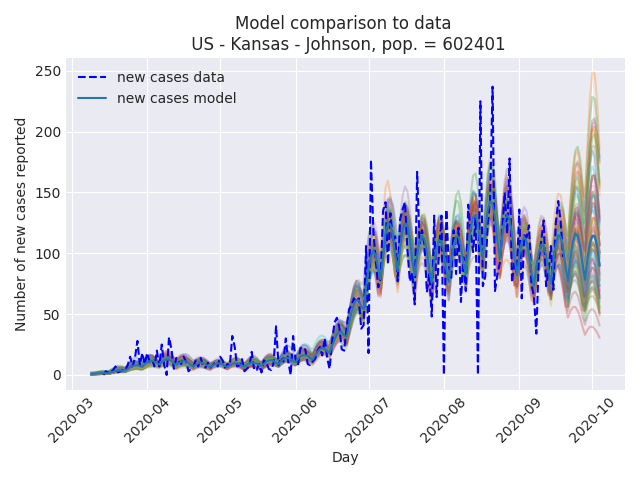 Model comparison to data
US - Kansas - Johnson, pop. = 602401
new cases data
new cases model
Number of new cases reported
250
200
150
100
50
0
2020-03
2020-04
2020-05
2020-06
2020-07
2020-08
2020-09
2020-10
Day